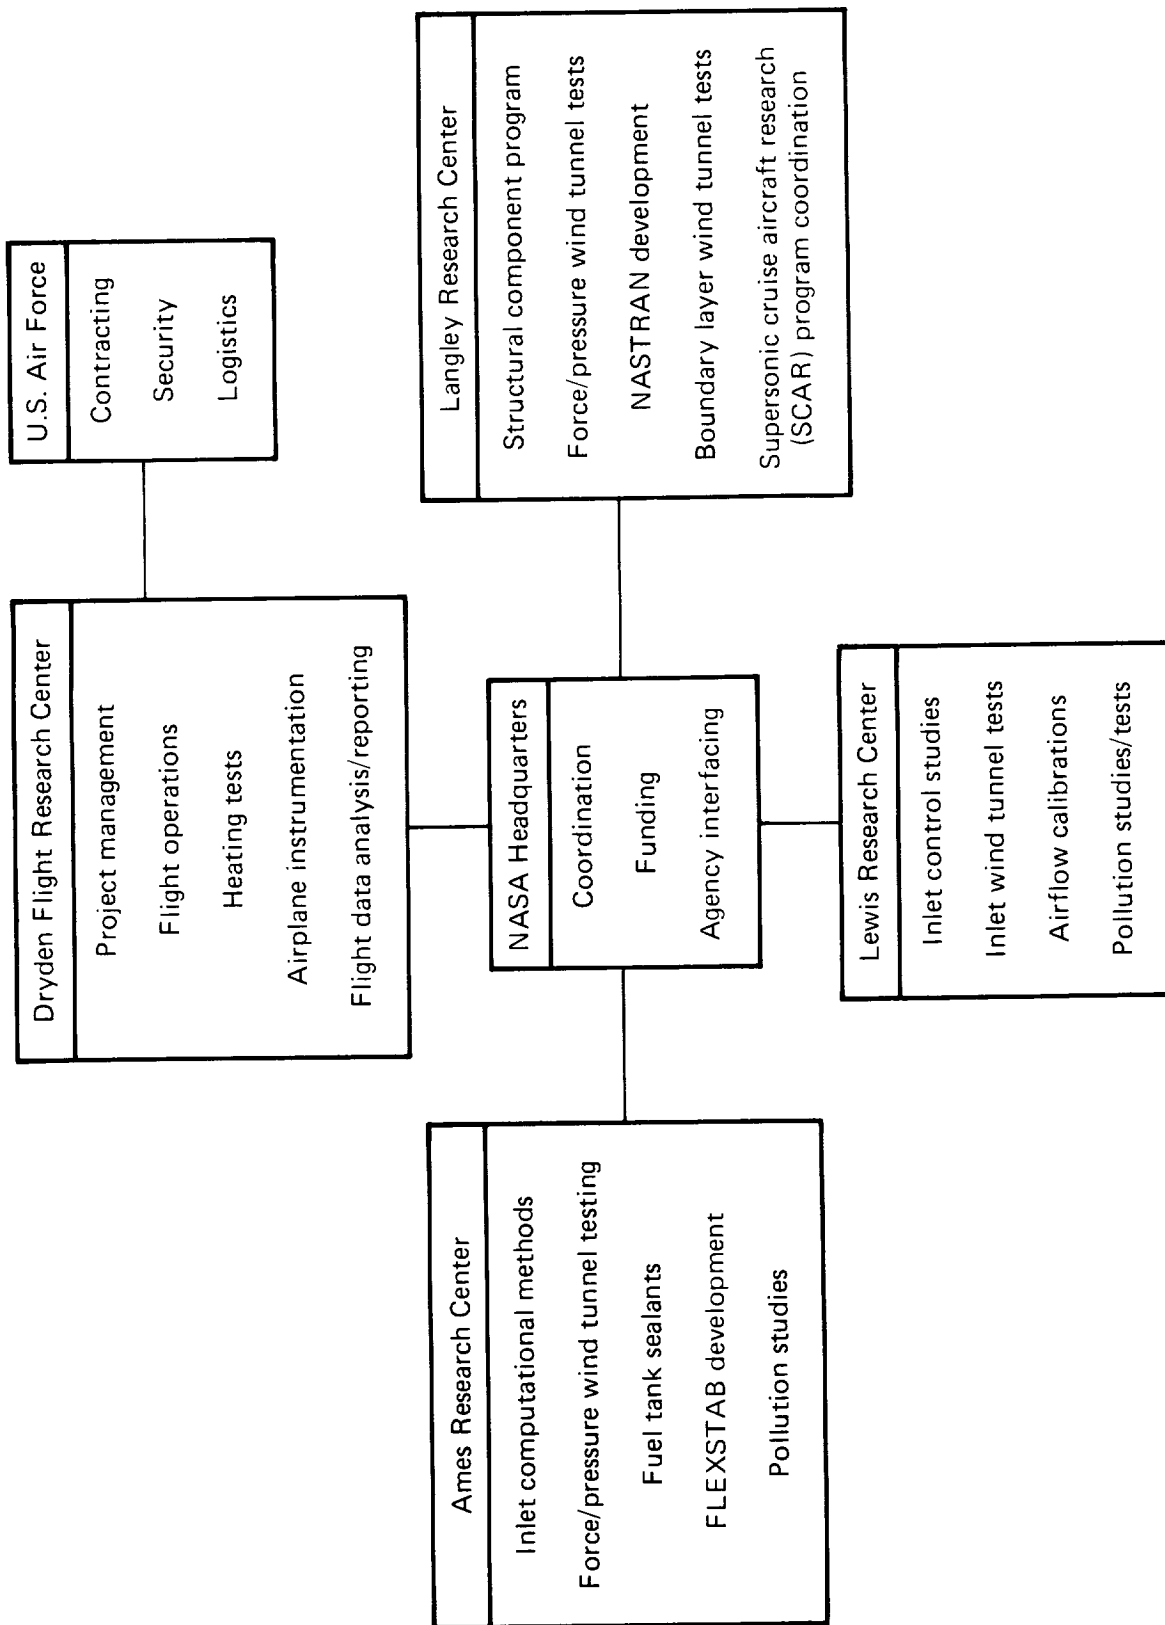 Dryden Flight Research Center
Project management
Flight operations
Heating tests
Airplane instrumentation
Flight data analysis/reporting
U.S. Air Force
Contracting
Security
Logistics
Ames Research Center
Inlet computational methods
Force/pressure wind tunnel testing
Fuel tank sealants
FLEXSTAB development
Pollution studies
NASA Headquarters
Coordination
Funding
Agency interfacing
Langley Research Center
Structural component program
Force/pressure wind tunnel tests
NASTRAN development
Boundary layer wind tunnel tests
Supersonic cruise aircraft research
(SCAR) program coordination
Lewis Research Center
Inlet control studies
Inlet wind tunnel tests
Airflow calibrations
Pollution studies/tests